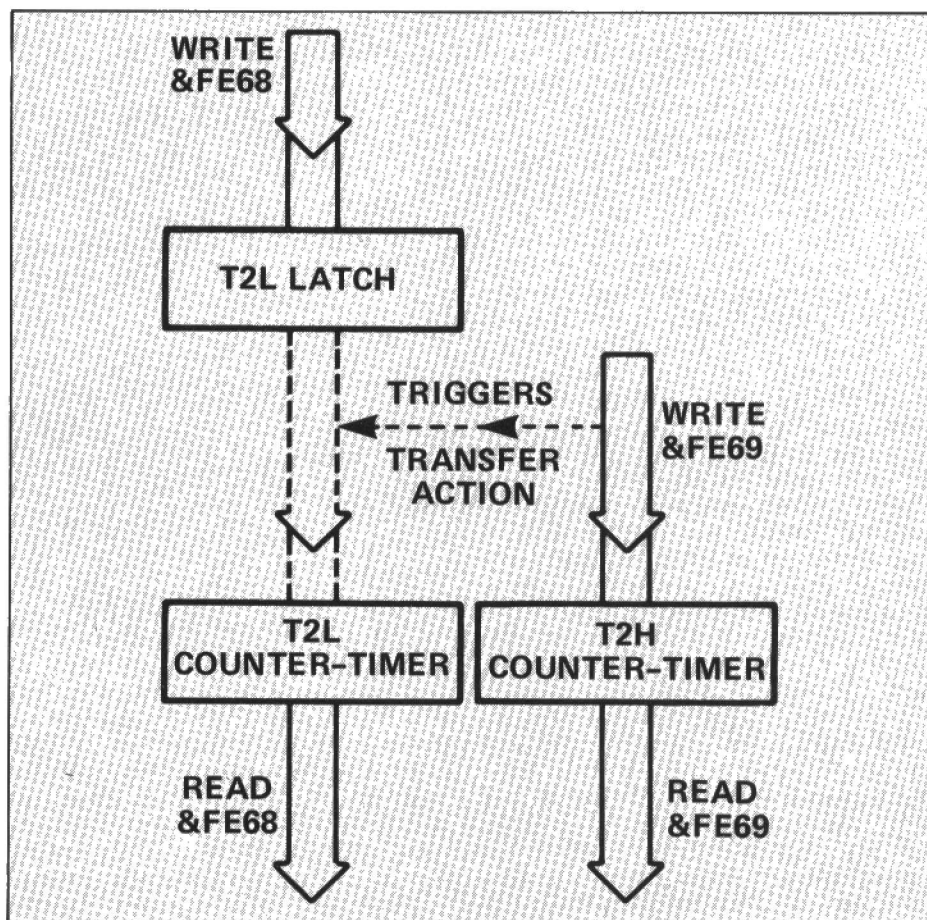 WRITE
&FE68
T2L LATCH
TRIGGERS
TRANSFER
ACTION
WRITE
&FE69
T2L
COUNTER-TIMER
T2H
COUNTER-TIMER
READ
&FE68
READ
&FE69